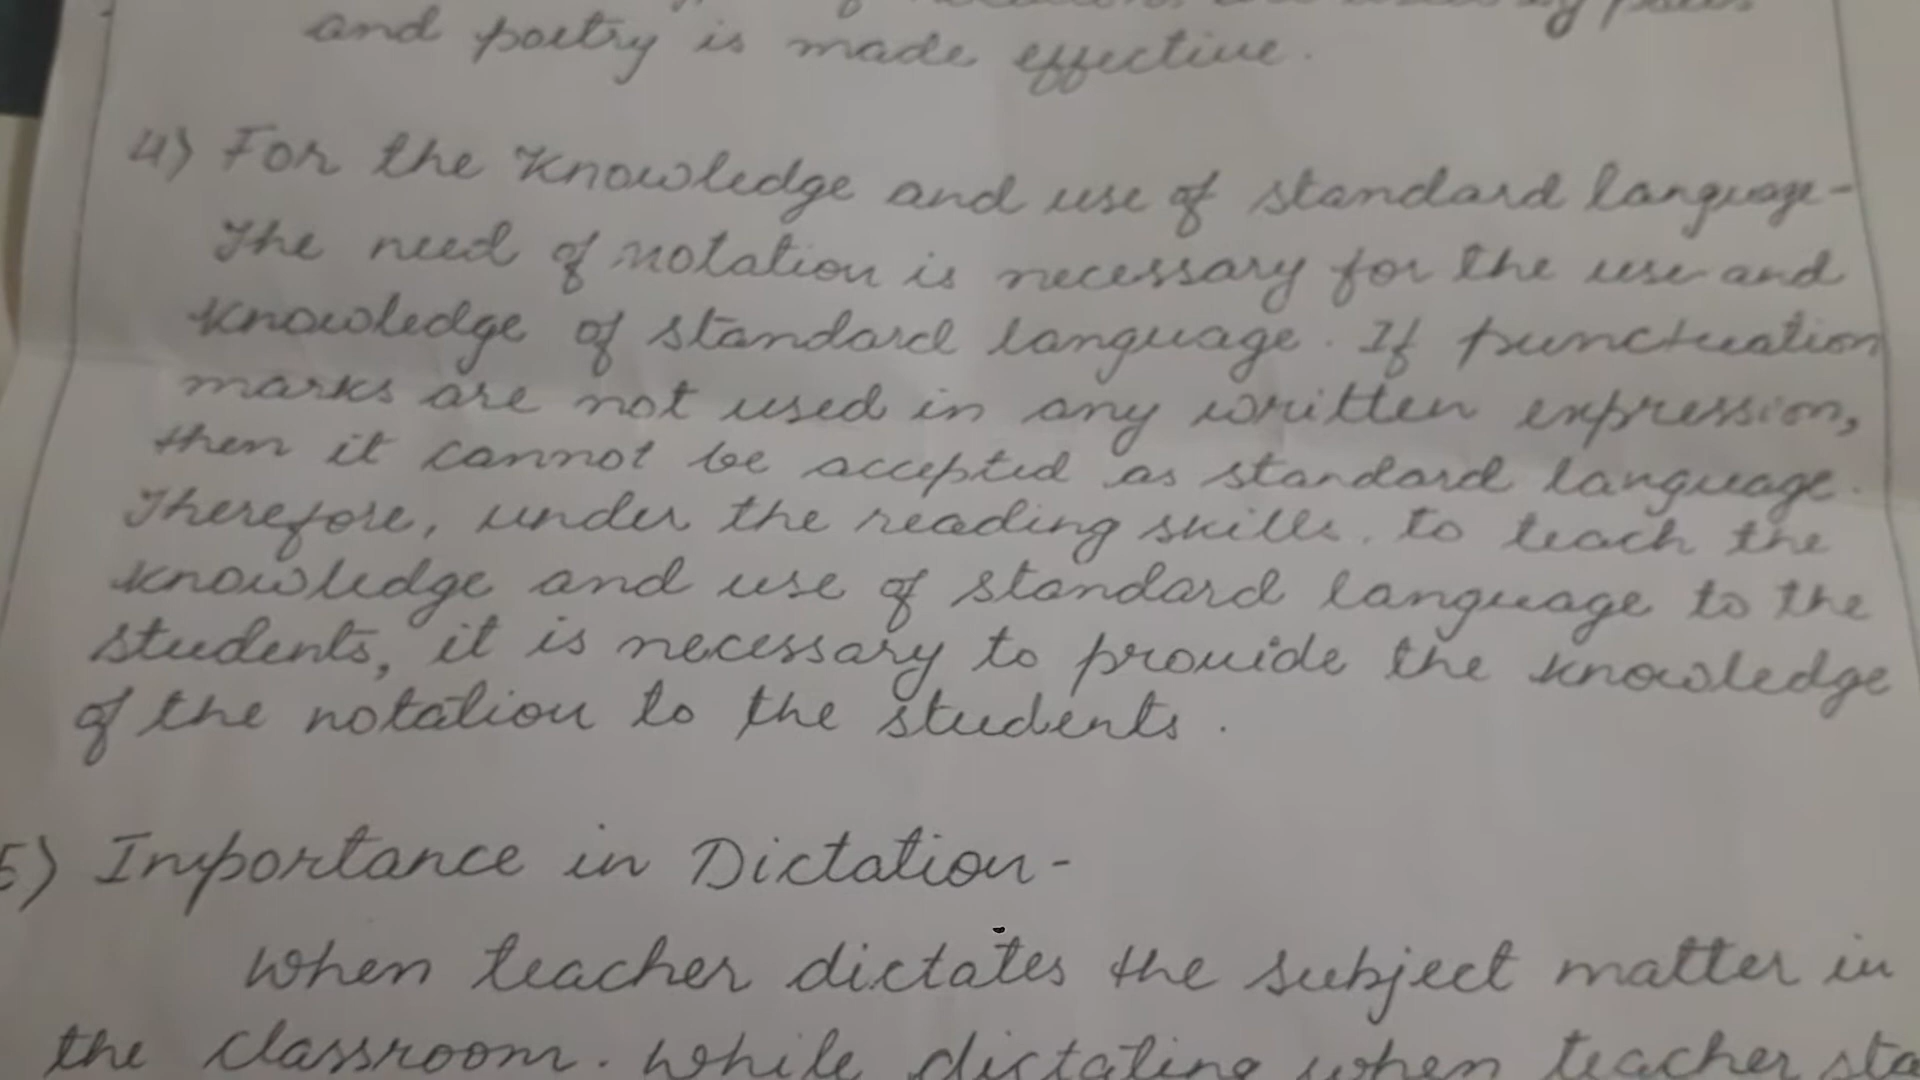 and poetry is made effective.
4) For the Knowledge and use of standard language-
The need of notation is necessary for the use and
knowledge of standard language. If punctuation
marks are not used in any written expression,
then it cannot be accepted as standard language.
Therefore, under the reading skills. to teach the
knowledge and use of standard language to the
students, it is necessary to provide the knowledge
of the notation to the students.
5) Importance in Dictation-
When teacher dictates the subject matter in
the classroom. While dictating when teacher sta